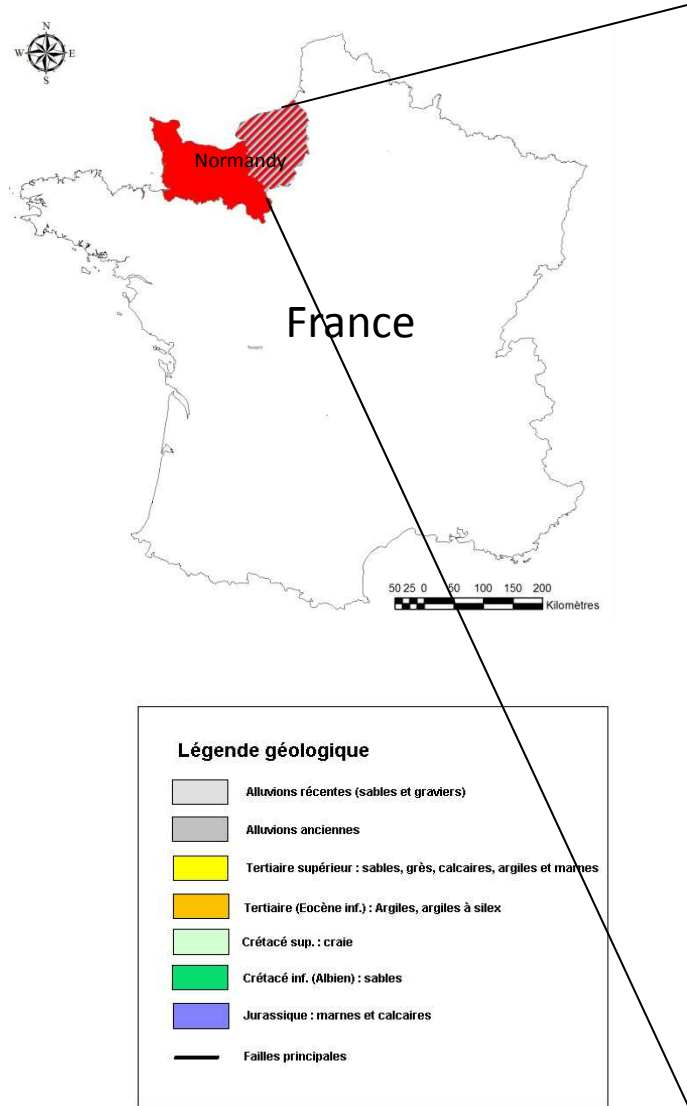 N
W E
S
Normandy
France
50 25 0 50 100 150 200
Kilomètres
Légende géologique
Alluvions récentes (sables et graviers)
Alluvions anciennes
Tertiaire supérieur : sables, grès, calcaires, argiles et marnes
Tertiaire (Eocène inf.) : Argiles, argiles à silex
Crétacé sup. : craie
Crétacé inf. (Albien) : sables
Jurassique : marnes et calcaires
Failles principales